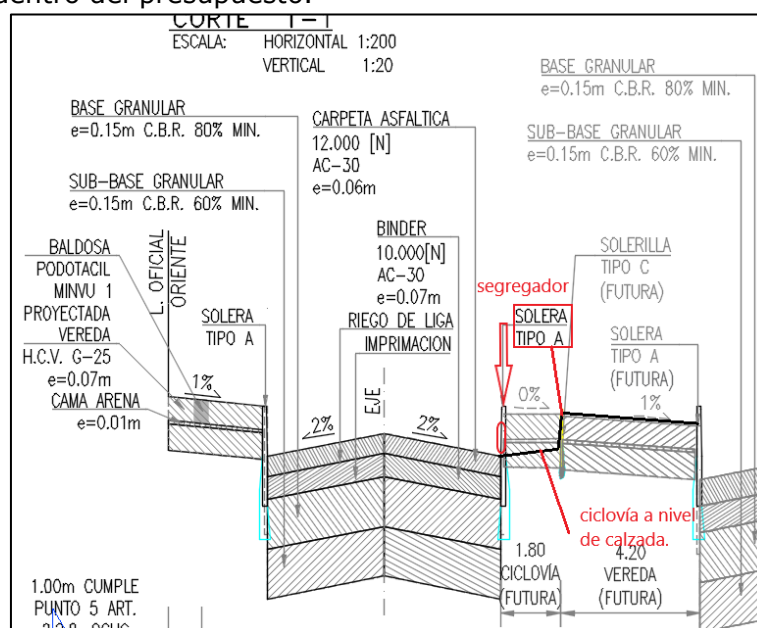 dentro del presupuesto.
CORTE 1-1
ESCALA: HORIZONTAL 1:200
VERTICAL 1:20
BASE GRANULAR
e=0.15m C.B.R. 80% MIN.
SUB-BASE GRANULAR
e=0.15m C.B.R. 60% MIN.
CARPETA ASFALTICA
12.000 [N]
AC-30
e=0.06m
BASE GRANULAR
e=0.15m C.B.R. 80% MIN.
SUB-BASE GRANULAR
e=0.15m C.B.R. 60% MIN.
BALDOSA
PODOTACIL
MINVU 1
PROYECTADA
VEREDA
H.C.V. G-25
e=0.07m
CAMA ARENA
e=0.01m
L. OFICIAL
ORIENTE
1%
SOLERA
TIPO A
BINDER
10.000[N]
AC-30
e=0.07m
RIEGO DE LIGA
IMPRIMACION
EJE
2%
2%
segregador
SOLERA
TIPO A
SOLERILLA
TIPO C
(FUTURA)
SOLERA
TIPO A
(FUTURA)
0%
1%
ciclovía a nivel
de calzada.
1.80
CICLOVÍA
(FUTURA)
4.20
VEREDA
(FUTURA)
1.00m CUMPLE
PUNTO 5 ART.